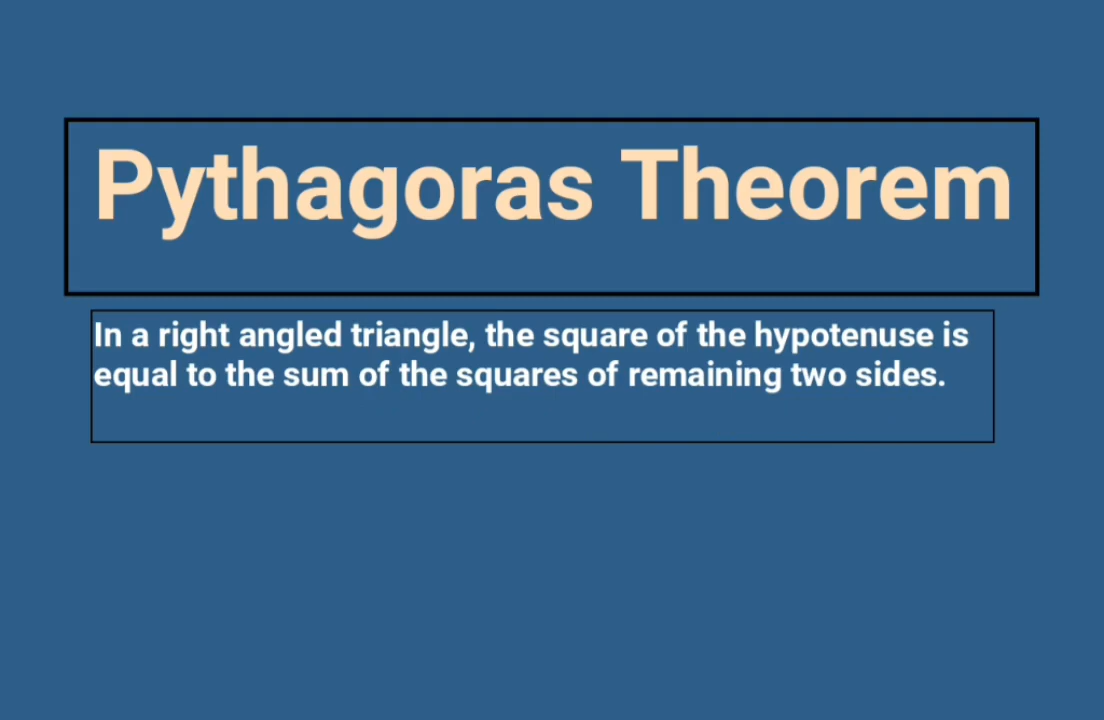 Pythagoras Theorem
In a right angled triangle, the square of the hypotenuse is
equal to the sum of the squares of remaining two sides.